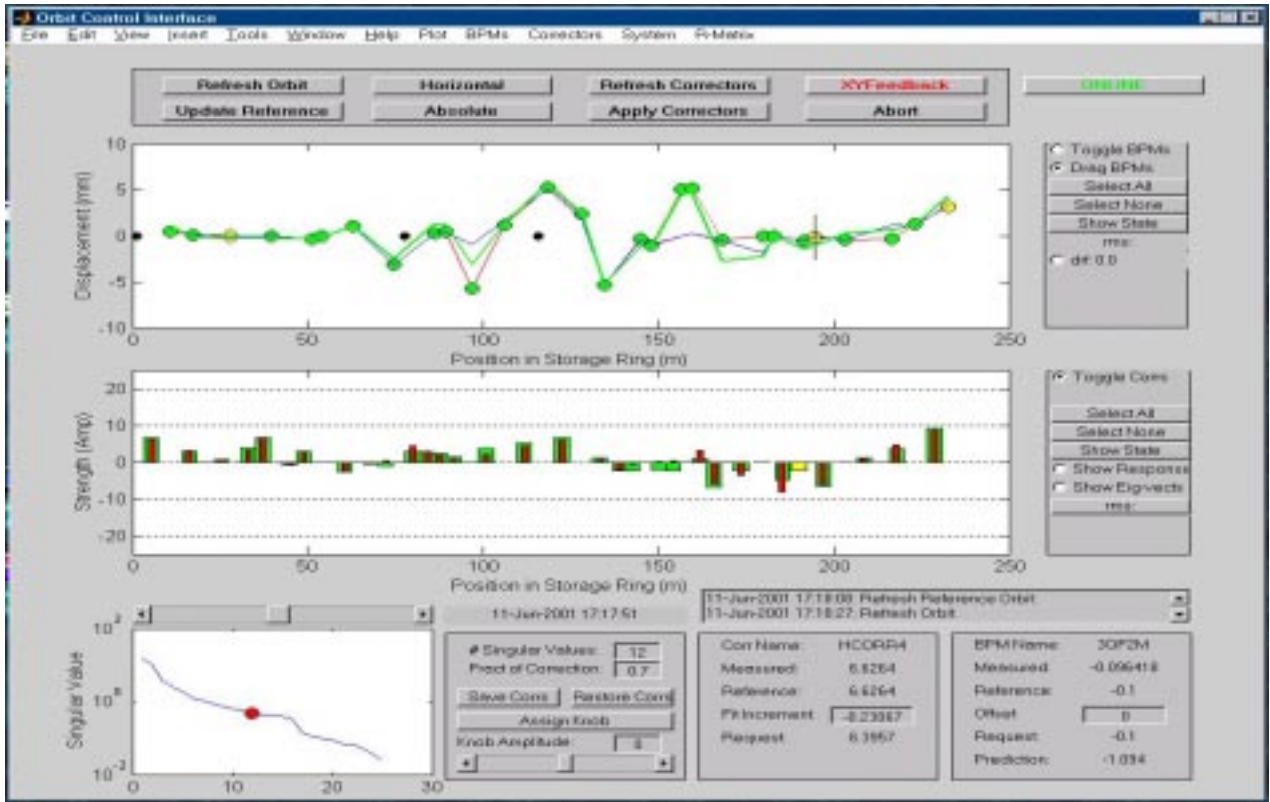 Orbit Control Interface
File Edit View Insert Tools Window Help Plot BPMs Correctors System R-Matrix
Refresh Orbit Horizontal Refresh Correctors XYFeedback ONLINE
Update Reference Absolute Apply Correctors Abort
10
5
0
-5
-10
Displacement (mm)
0 50 100 150 200 250
Position in Storage Ring (m)
Toggle BPMs
Drag BPMs
Select All
Select None
Show State
rms:
dif: 0.0
20
10
0
-10
-20
Strength (Amp)
0 50 100 150 200 250
Position in Storage Ring (m)
Toggle Cors
Select All
Select None
Show State
Show Response
Show Eig-vects
rms:
11-Jun-2001 17:17:51
11-Jun-2001 17:18:08: Refresh Reference Orbit
11-Jun-2001 17:18:27: Refresh Orbit
10
10
10 -2
Singular Value
0 10 20 30
# Singular Values: 12
Fract of Correction: 0.7
Save Cors Restore Cors
Assign Knob
Knob Amplitude:
Corr Name: HCORR4
Measured: 6.6264
Reference: 6.6264
Fit Increment -0.23067
Request: 6.3957
BPM Name:
Measured: -0.096418
Reference: -0.1
Offset: 0
Request: -0.1
Prediction: -1.094